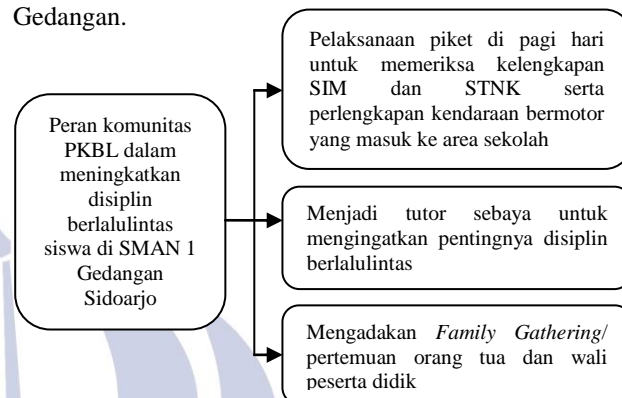 Gedangan.
Peran komunitas
PKBL dalam
meningkatkan
disiplin
berlalulintas
siswa di SMAN 1
Gedangan
Sidoarjo
Pelaksanaan piket di pagi hari
untuk memeriksa kelengkapan
SIM dan STNK serta
perlengkapan kendaraan bermotor
yang masuk ke area sekolah
Menjadi tutor sebaya untuk
mengingatkan pentingnya disiplin
berlalulintas
Mengadakan Family Gathering/
pertemuan orang tua dan wali
peserta didik